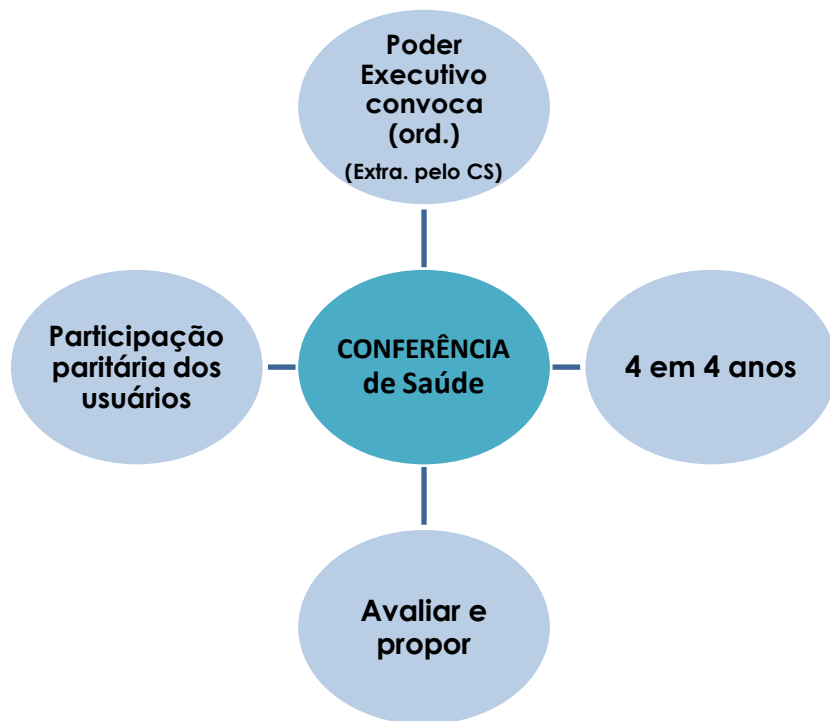 Poder
Executivo
convoca
(ord.)
(Extra. pelo CS)
Participação
paritária dos
usuários
CONFERÊNCIA
de Saúde
4 em 4 anos
Avaliar e
propor